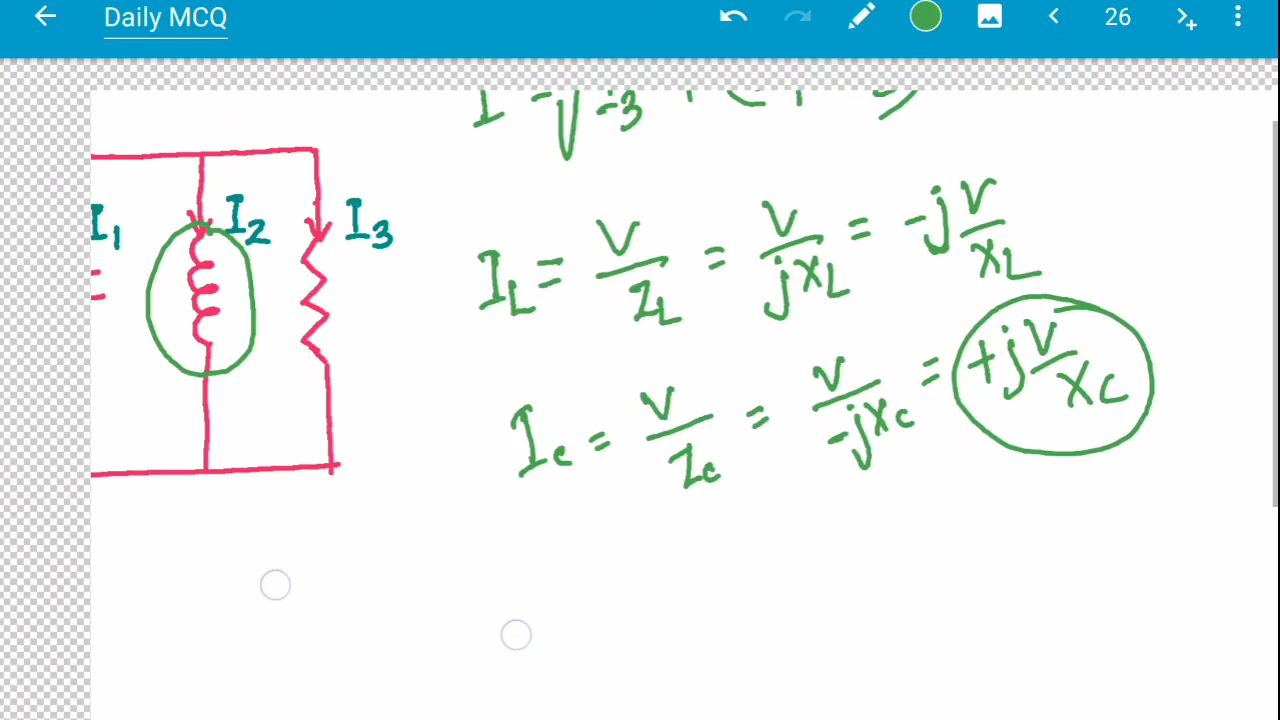 Daily MCQ
26
I1 I2 I3
IL = V/ZL = V/jXL = -j V/XL
Ic = V/Zc = V/-jXc = +j V/Xc